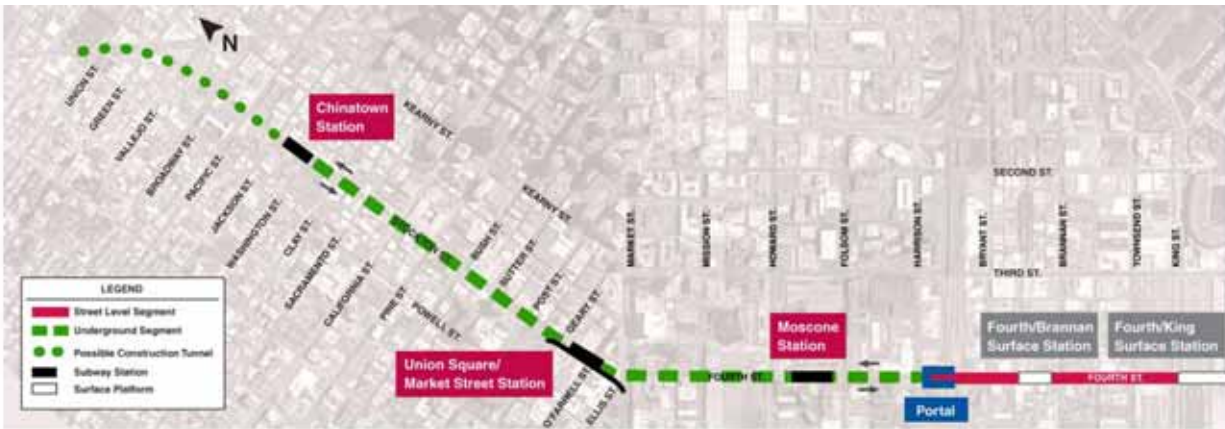 N
UNION ST.
GREEN ST.
VALLEJO ST.
BROADWAY ST.
PACIFIC ST.
JACKSON ST.
WASHINGTON ST.
CLAY ST.
SACRAMENTO ST.
CALIFORNIA ST.
PINE ST.
POWELL ST.
Chinatown
Station
KEARNY ST.
KEARNY ST.
STOCKTON ST.
BUSH ST.
SUTTER ST.
POST ST.
GEARY ST.
O'FARRELL ST.
ELLIS ST.
Union Square/
Market Street Station
MARKET ST.
MISSION ST.
HOWARD ST.
FOLSOM ST.
HARRISON ST.
BRYANT ST.
BRANNAN ST.
TOWNSEND ST.
KING ST.
SECOND ST.
THIRD ST.
Moscone
Station
Fourth/Brannan
Surface Station
Fourth/King
Surface Station
FOURTH ST.
FOURTH ST.
Portal
LEGEND
Street Level Segment
Underground Segment
Possible Construction Tunnel
Subway Station
Surface Platform